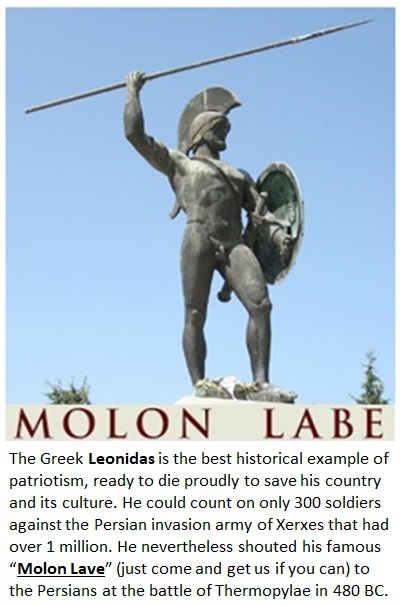 MOLON LABE
The Greek Leonidas is the best historical example of
patriotism, ready to die proudly to save his country
and its culture. He could count on only 300 soldiers
against the Persian invasion army of Xerxes that had
over 1 million. He nevertheless shouted his famous
“Molon Lave” (just come and get us if you can) to
the Persians at the battle of Thermopylae in 480 BC.